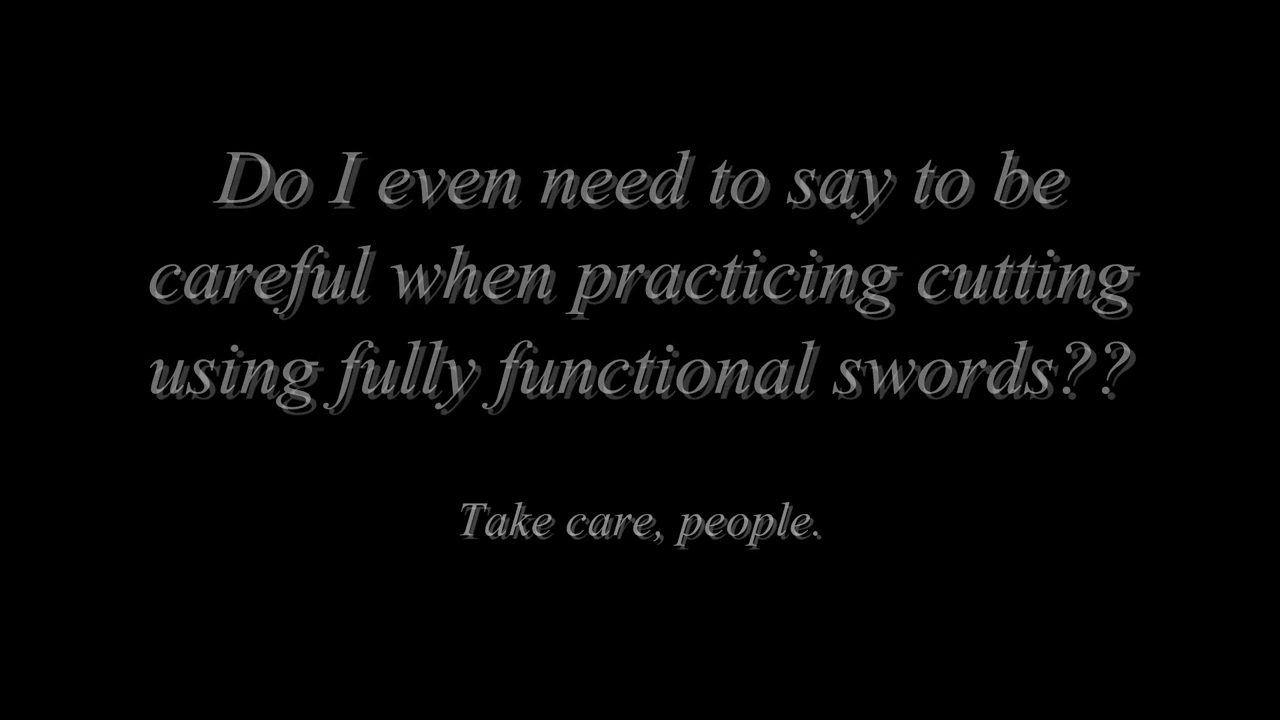 Do I even need to say to be
careful when practicing cutting
using fully functional swords??
Take care, people.